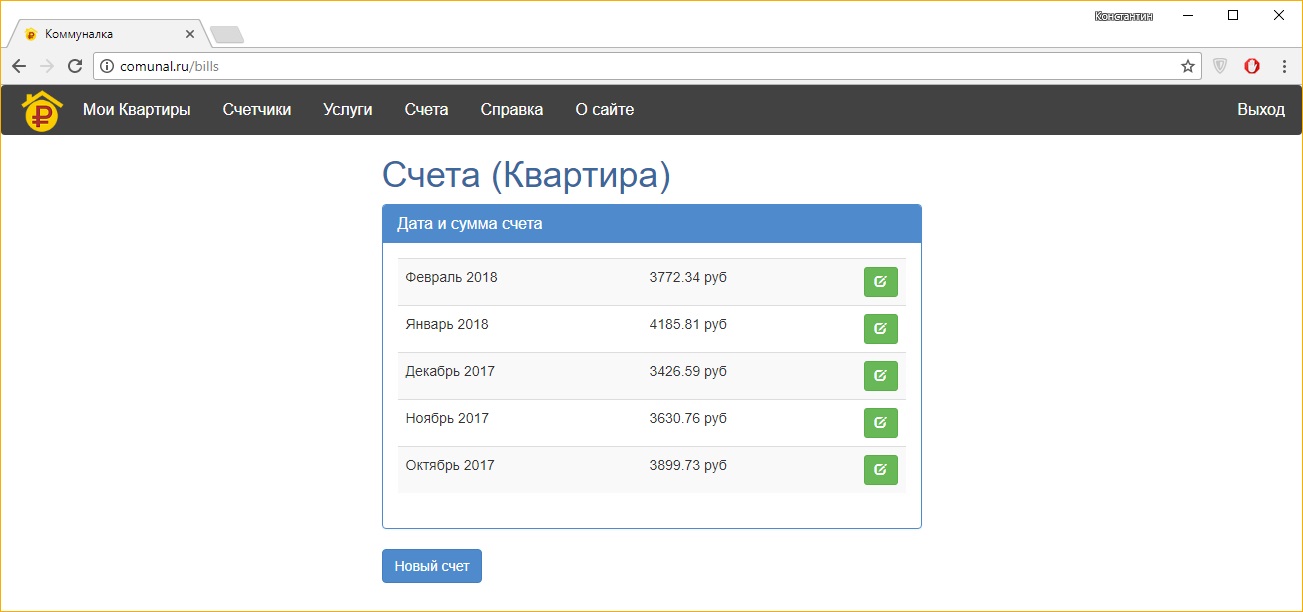 Константин
Коммуналка
comunal.ru/bills
Мои Квартиры Счетчики Услуги Счета Справка О сайте Выход
Счета (Квартира)
Дата и сумма счета
Февраль 2018 3772.34 руб
Январь 2018 4185.81 руб
Декабрь 2017 3426.59 руб
Ноябрь 2017 3630.76 руб
Октябрь 2017 3899.73 руб
Новый счет